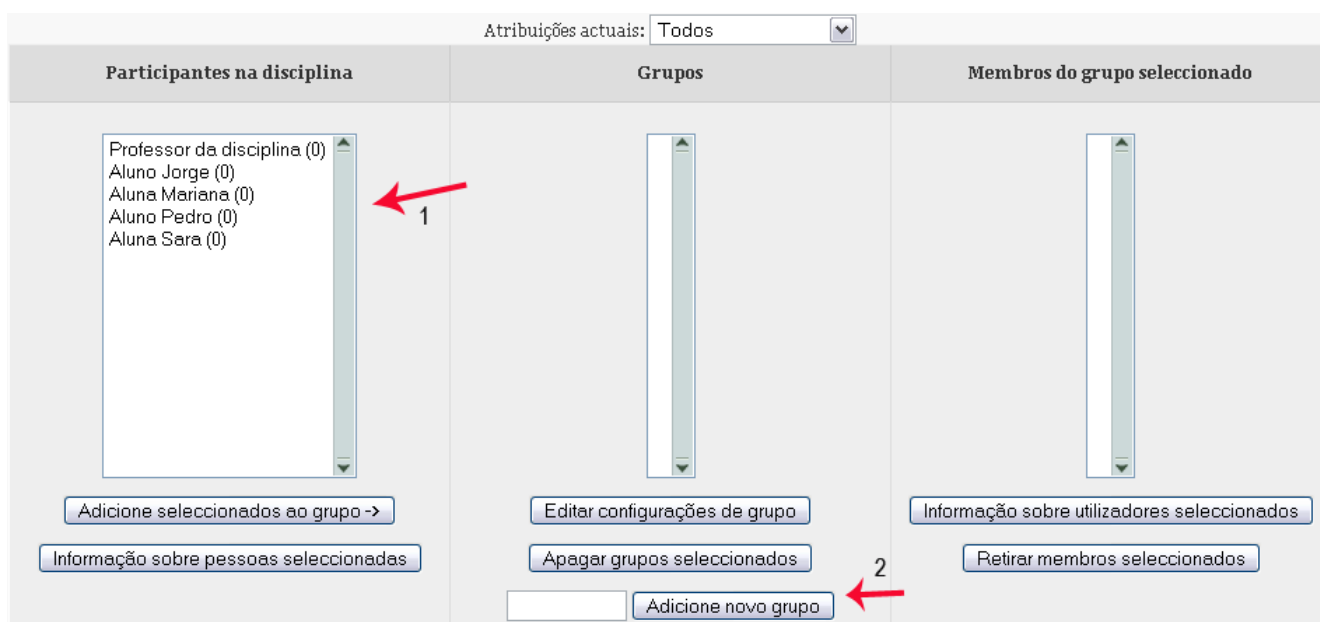 Atribuições actuais: Todos
Participantes na disciplina
Grupos
Membros do grupo seleccionado
Professor da disciplina (0)
Aluno Jorge (0)
Aluna Mariana (0)
Aluno Pedro (0)
Aluna Sara (0)
1
Adicione seleccionados ao grupo ->
Editar configurações de grupo
Informação sobre utilizadores seleccionados
Informação sobre pessoas seleccionadas
Apagar grupos seleccionados
Retirar membros seleccionados
2
Adicione novo grupo